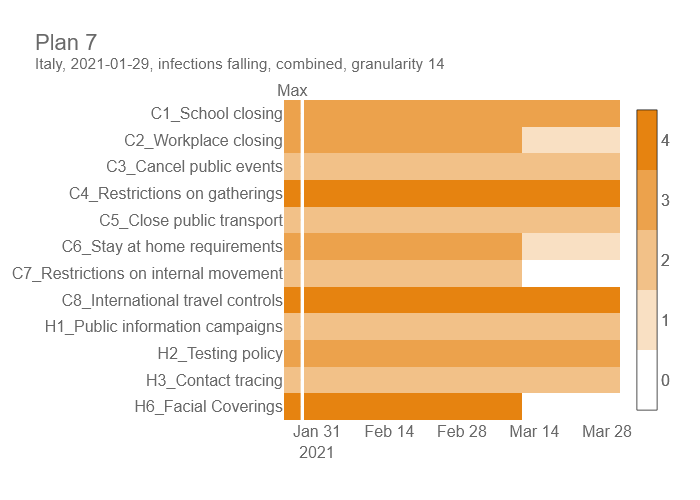 Plan 7
Italy, 2021-01-29, infections falling, combined, granularity 14
Max
C1_School closing
C2_Workplace closing
C3_Cancel public events
C4_Restrictions on gatherings
C5_Close public transport
C6_Stay at home requirements
C7_Restrictions on internal movement
C8_International travel controls
H1_Public information campaigns
H2_Testing policy
H3_Contact tracing
H6_Facial Coverings
4
3
2
1
0
Jan 31 Feb 14 Feb 28 Mar 14 Mar 28
2021